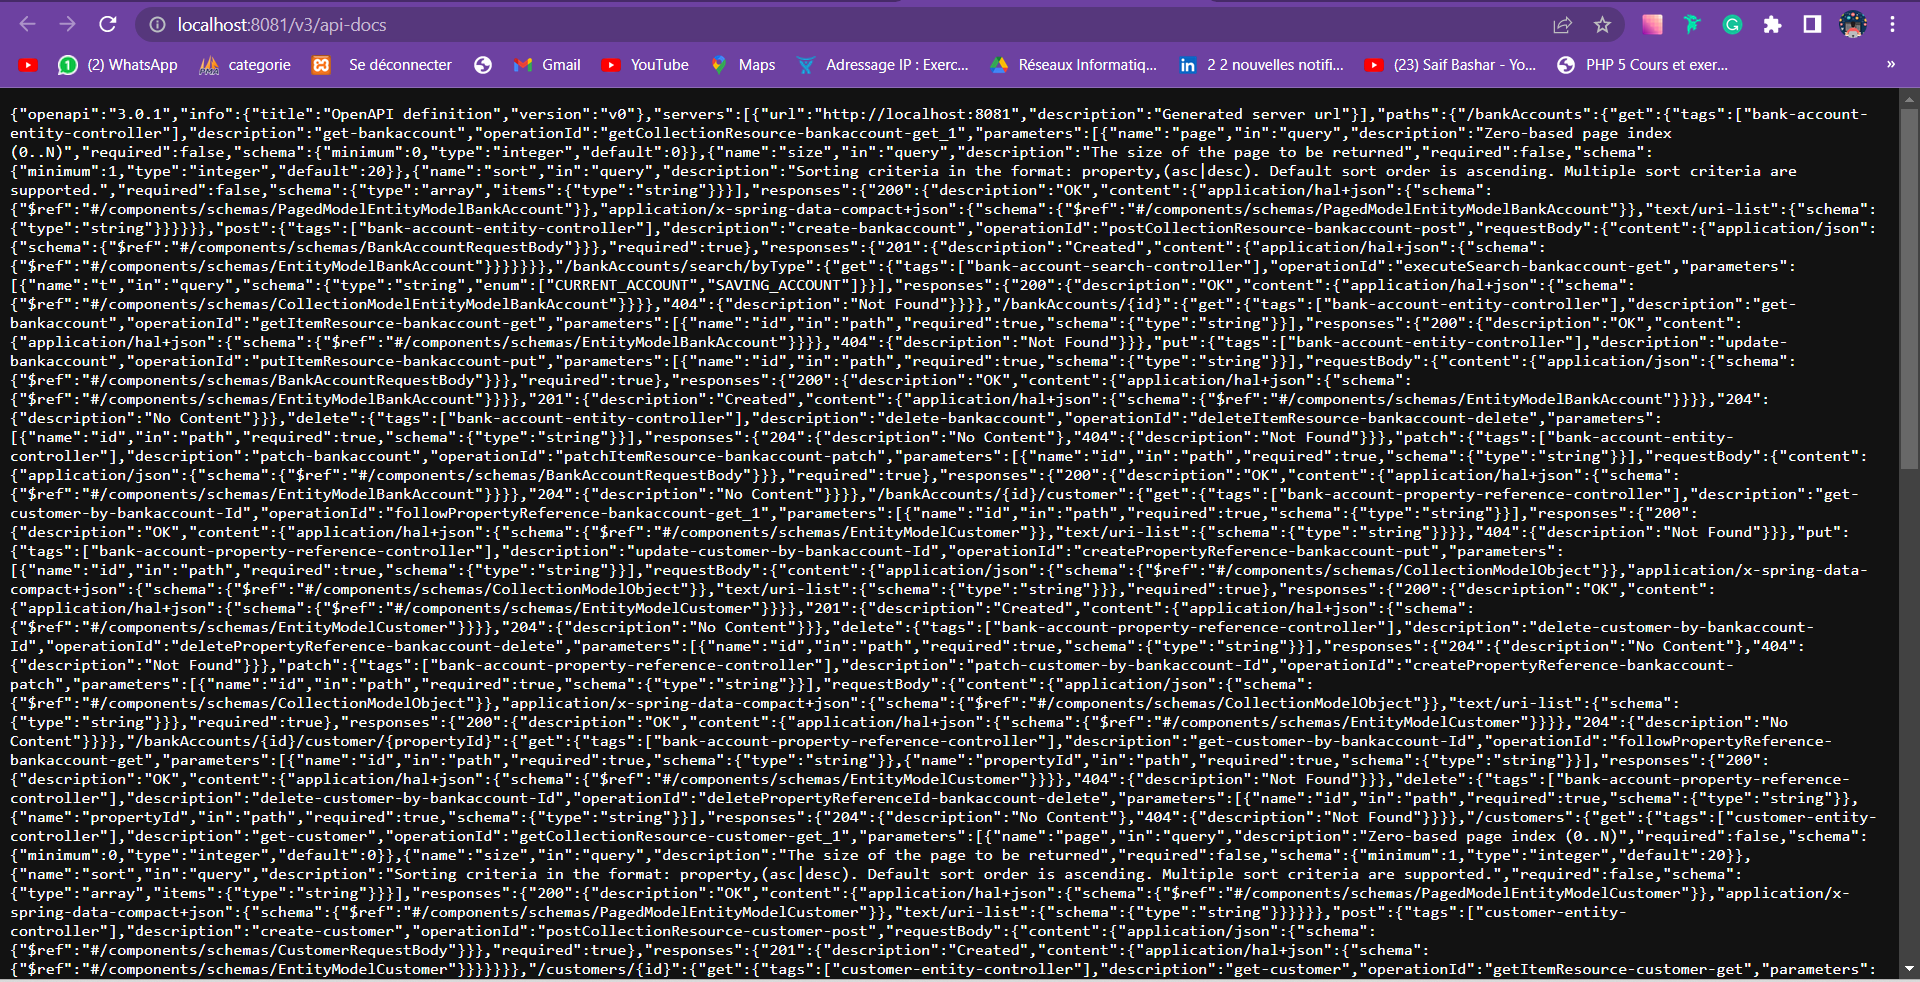 localhost:8081/v3/api-docs
(2) WhatsApp
categorie
Se déconnecter
Gmail
YouTube
Maps
Adressage IP : Exerc...
Réseaux Informatiq...
2 2 nouvelles notifi...
(23) Saif Bashar - Yo...
PHP 5 Cours et exer...
»
{"openapi":"3.0.1","info":{"title":"OpenAPI definition","version":"v0"},"servers":[{"url":"http://localhost:8081","description":"Generated server url"}],"paths":{"/bankAccounts":{"get":{"tags":["bank-account-
entity-controller"],"description":"get-bankaccount","operationId":"getCollectionResource-bankaccount-get_1","parameters":[{"name":"page","in":"query","description":"Zero-based page index
(0..N)","required":false,"schema":{"minimum":0,"type":"integer","default":0}},{"name":"size","in":"query","description":"The size of the page to be returned","required":false,"schema":
{"minimum":1,"type":"integer","default":20}},{"name":"sort","in":"query","description":"Sorting criteria in the format: property,(asc|desc). Default sort order is ascending. Multiple sort criteria are
supported.","required":false,"schema":{"type":"array","items":{"type":"string"}}}],"responses":{"200":{"description":"OK","content":{"application/hal+json":{"schema":
{"$ref":"#/components/schemas/PagedModelEntityModelBankAccount"}},"application/x-spring-data-compact+json":{"schema":{"$ref":"#/components/schemas/PagedModelEntityModelBankAccount"}},"text/uri-list":{"schema":
{"type":"string"}}}}}},"post":{"tags":["bank-account-entity-controller"],"description":"create-bankaccount","operationId":"postCollectionResource-bankaccount-post","requestBody":{"content":{"application/json":
{"schema":{"$ref":"#/components/schemas/BankAccountRequestBody"}}},"required":true},"responses":{"201":{"description":"Created","content":{"application/hal+json":{"schema":
{"$ref":"#/components/schemas/EntityModelBankAccount"}}}}}}},"/bankAccounts/search/byType":{"get":{"tags":["bank-account-search-controller"],"operationId":"executeSearch-bankaccount-get","parameters":
[{"name":"t","in":"query","schema":{"type":"string","enum":["CURRENT_ACCOUNT","SAVING_ACCOUNT"]}}],"responses":{"200":{"description":"OK","content":{"application/hal+json":{"schema":
{"$ref":"#/components/schemas/CollectionModelEntityModelBankAccount"}}}},"404":{"description":"Not Found"}}}},"/bankAccounts/{id}":{"get":{"tags":["bank-account-entity-controller"],"description":"get-
bankaccount","operationId":"getItemResource-bankaccount-get","parameters":[{"name":"id","in":"path","required":true,"schema":{"type":"string"}}],"responses":{"200":{"description":"OK","content":
{"application/hal+json":{"schema":{"$ref":"#/components/schemas/EntityModelBankAccount"}}}},"404":{"description":"Not Found"}}},"put":{"tags":["bank-account-entity-controller"],"description":"update-
bankaccount","operationId":"putItemResource-bankaccount-put","parameters":[{"name":"id","in":"path","required":true,"schema":{"type":"string"}}],"requestBody":{"content":{"application/json":{"schema":
{"$ref":"#/components/schemas/BankAccountRequestBody"}}},"required":true},"responses":{"200":{"description":"OK","content":{"application/hal+json":{"schema":
{"$ref":"#/components/schemas/EntityModelBankAccount"}}}},"201":{"description":"Created","content":{"application/hal+json":{"schema":{"$ref":"#/components/schemas/EntityModelBankAccount"}}}},"204":
{"description":"No Content"}}},"delete":{"tags":["bank-account-entity-controller"],"description":"delete-bankaccount","operationId":"deleteItemResource-bankaccount-delete","parameters":
[{"name":"id","in":"path","required":true,"schema":{"type":"string"}}],"responses":{"204":{"description":"No Content"},"404":{"description":"Not Found"}}},"patch":{"tags":["bank-account-entity-
controller"],"description":"patch-bankaccount","operationId":"patchItemResource-bankaccount-patch","parameters":[{"name":"id","in":"path","required":true,"schema":{"type":"string"}}],"requestBody":{"content":
{"application/json":{"schema":{"$ref":"#/components/schemas/BankAccountRequestBody"}}},"required":true},"responses":{"200":{"description":"OK","content":{"application/hal+json":{"schema":
{"$ref":"#/components/schemas/EntityModelBankAccount"}}}},"204":{"description":"No Content"}}}},"/bankAccounts/{id}/customer":{"get":{"tags":["bank-account-property-reference-controller"],"description":"get-
customer-by-bankaccount-Id","operationId":"followPropertyReference-bankaccount-get_1","parameters":[{"name":"id","in":"path","required":true,"schema":{"type":"string"}}],"responses":{"200":
{"description":"OK","content":{"application/hal+json":{"schema":{"$ref":"#/components/schemas/EntityModelCustomer"}},"text/uri-list":{"schema":{"type":"string"}}}},"404":{"description":"Not Found"}}},"put":
{"tags":["bank-account-property-reference-controller"],"description":"update-customer-by-bankaccount-Id","operationId":"createPropertyReference-bankaccount-put","parameters":
[{"name":"id","in":"path","required":true,"schema":{"type":"string"}}],"requestBody":{"content":{"application/json":{"schema":{"$ref":"#/components/schemas/CollectionModelObject"}},"application/x-spring-data-
compact+json":{"schema":{"$ref":"#/components/schemas/CollectionModelObject"}},"text/uri-list":{"schema":{"type":"string"}}},"required":true},"responses":{"200":{"description":"OK","content":
{"application/hal+json":{"schema":{"$ref":"#/components/schemas/EntityModelCustomer"}}}},"201":{"description":"Created","content":{"application/hal+json":{"schema":
{"$ref":"#/components/schemas/EntityModelCustomer"}}}},"204":{"description":"No Content"}}},"delete":{"tags":["bank-account-property-reference-controller"],"description":"delete-customer-by-bankaccount-
Id","operationId":"deletePropertyReference-bankaccount-delete","parameters":[{"name":"id","in":"path","required":true,"schema":{"type":"string"}}],"responses":{"204":{"description":"No Content"},"404":
{"description":"Not Found"}}},"patch":{"tags":["bank-account-property-reference-controller"],"description":"patch-customer-by-bankaccount-Id","operationId":"createPropertyReference-bankaccount-
patch","parameters":[{"name":"id","in":"path","required":true,"schema":{"type":"string"}}],"requestBody":{"content":{"application/json":{"schema":
{"$ref":"#/components/schemas/CollectionModelObject"}},"application/x-spring-data-compact+json":{"schema":{"$ref":"#/components/schemas/CollectionModelObject"}},"text/uri-list":{"schema":
{"type":"string"}}},"required":true},"responses":{"200":{"description":"OK","content":{"application/hal+json":{"schema":{"$ref":"#/components/schemas/EntityModelCustomer"}}}},"204":{"description":"No
Content"}}}},"/bankAccounts/{id}/customer/{propertyId}":{"get":{"tags":["bank-account-property-reference-controller"],"description":"get-customer-by-bankaccount-Id","operationId":"followPropertyReference-
bankaccount-get","parameters":[{"name":"id","in":"path","required":true,"schema":{"type":"string"}},{"name":"propertyId","in":"path","required":true,"schema":{"type":"string"}}],"responses":{"200":
{"description":"OK","content":{"application/hal+json":{"schema":{"$ref":"#/components/schemas/EntityModelCustomer"}}}},"404":{"description":"Not Found"}}},"delete":{"tags":["bank-account-property-reference-
controller"],"description":"delete-customer-by-bankaccount-Id","operationId":"deletePropertyReferenceId-bankaccount-delete","parameters":[{"name":"id","in":"path","required":true,"schema":{"type":"string"}},
{"name":"propertyId","in":"path","required":true,"schema":{"type":"string"}}],"responses":{"204":{"description":"No Content"},"404":{"description":"Not Found"}}}},"/customers":{"get":{"tags":["customer-entity-
controller"],"description":"get-customer","operationId":"getCollectionResource-customer-get_1","parameters":[{"name":"page","in":"query","description":"Zero-based page index (0..N)","required":false,"schema":
{"minimum":0,"type":"integer","default":0}},{"name":"size","in":"query","description":"The size of the page to be returned","required":false,"schema":{"minimum":1,"type":"integer","default":20}},
{"name":"sort","in":"query","description":"Sorting criteria in the format: property,(asc|desc). Default sort order is ascending. Multiple sort criteria are supported.","required":false,"schema":
{"type":"array","items":{"type":"string"}}}],"responses":{"200":{"description":"OK","content":{"application/hal+json":{"schema":{"$ref":"#/components/schemas/PagedModelEntityModelCustomer"}},"application/x-
spring-data-compact+json":{"schema":{"$ref":"#/components/schemas/PagedModelEntityModelCustomer"}},"text/uri-list":{"schema":{"type":"string"}}}}}},"post":{"tags":["customer-entity-
controller"],"description":"create-customer","operationId":"postCollectionResource-customer-post","requestBody":{"content":{"application/json":{"schema":
{"$ref":"#/components/schemas/CustomerRequestBody"}}},"required":true},"responses":{"201":{"description":"Created","content":{"application/hal+json":{"schema":
{"$ref":"#/components/schemas/EntityModelCustomer"}}}}}}},"/customers/{id}":{"get":{"tags":["customer-entity-controller"],"description":"get-customer","operationId":"getItemResource-customer-get","parameters":